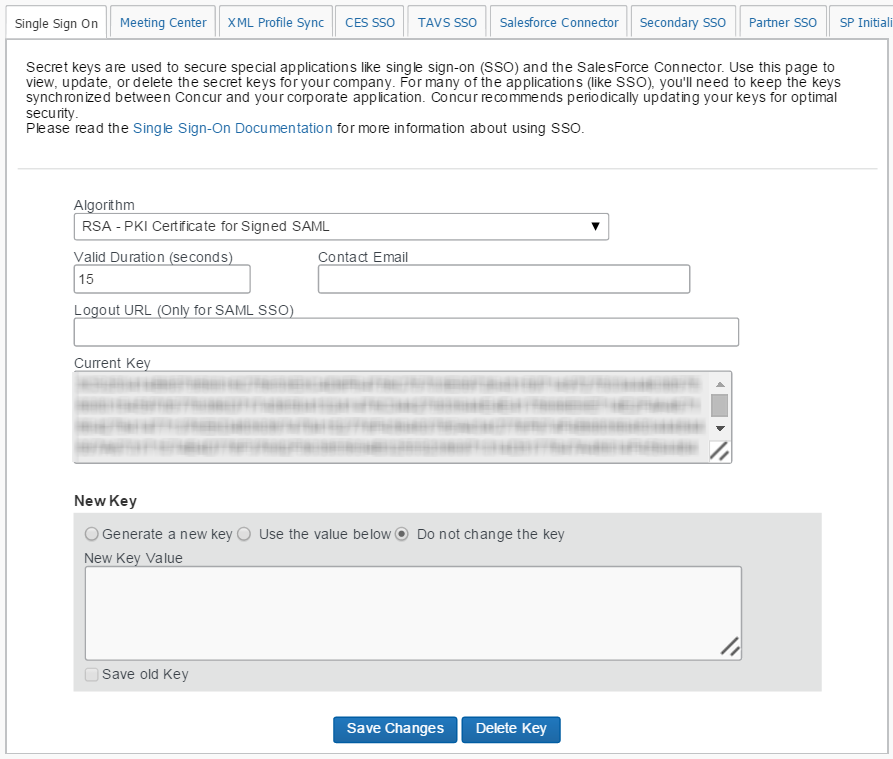 Single Sign On
Meeting Center
XML Profile Sync
CES SSO
TAVS SSO
Salesforce Connector
Secondary SSO
Partner SSO
SP Initiali
Secret keys are used to secure special applications like single sign-on (SSO) and the SalesForce Connector. Use this page to
view, update, or delete the secret keys for your company. For many of the applications (like SSO), you'll need to keep the keys
synchronized between Concur and your corporate application. Concur recommends periodically updating your keys for optimal
security.
Please read the Single Sign-On Documentation for more information about using SSO.
Algorithm
RSA - PKI Certificate for Signed SAML
Valid Duration (seconds)
Contact Email
15
Logout URL (Only for SAML SSO)
Current Key
New Key
Generate a new key
Use the value below
Do not change the key
New Key Value
Save old Key
Save Changes
Delete Key